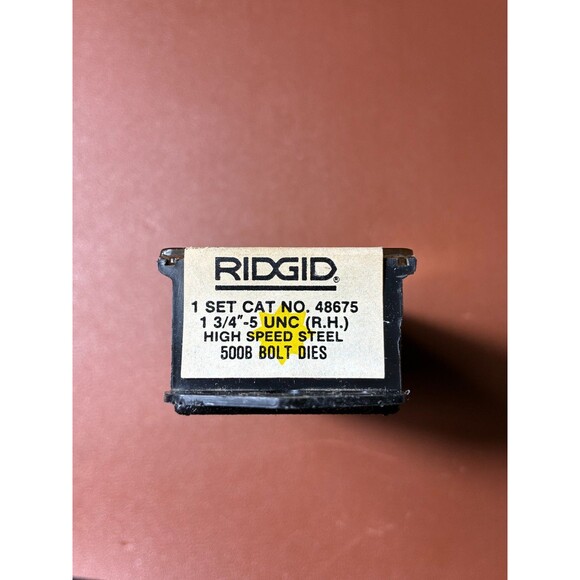 RIDGID®
1 SET CAT NO. 48675
1 3/4"-5 UNC (R.H.)
HIGH SPEED STEEL
500B BOLT DIES